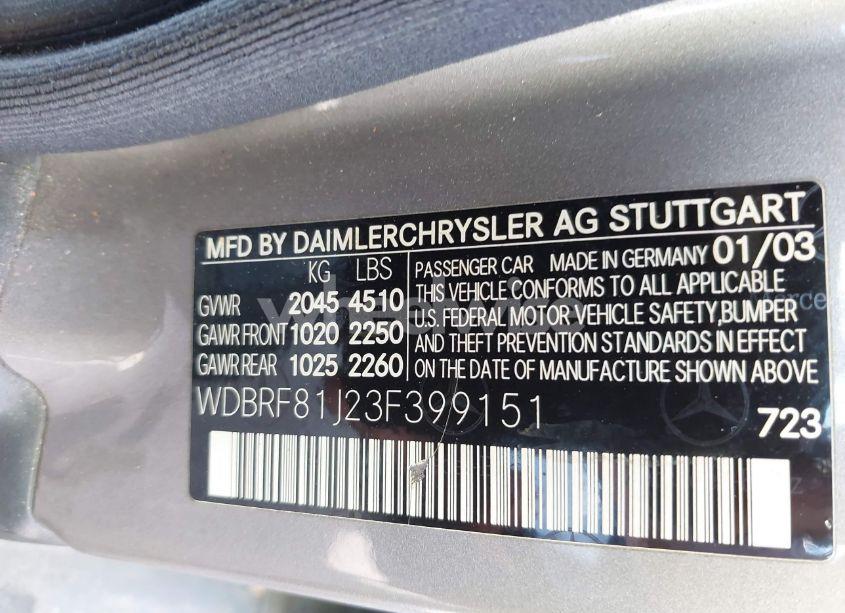 MFD BY DAIMLERCHRYSLER AG STUTTGART
KG LBS
GVWR 2045 4510
GAWR FRONT 1020 2250
GAWR REAR 1025 2260
PASSENGER CAR MADE IN GERMANY 01/03
THIS VEHICLE CONFORMS TO ALL APPLICABLE
U.S. FEDERAL MOTOR VEHICLE SAFETY,BUMPER
AND THEFT PREVENTION STANDARDS IN EFFECT
ON THE DATE OF MANUFACTURE SHOWN ABOVE
WDBRF81J23F399151
723